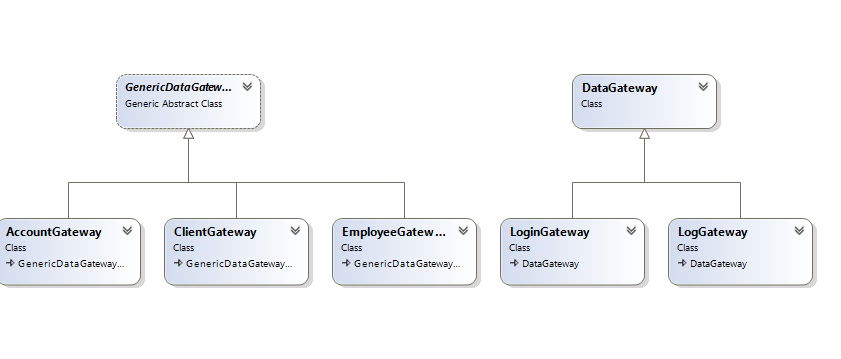 GenericDataGatew...
Generic Abstract Class
DataGateway
Class
AccountGateway
Class
GenericDataGateway...
ClientGateway
Class
GenericDataGateway...
EmployeeGatew...
Class
GenericDataGateway...
LoginGateway
Class
DataGateway
LogGateway
Class
DataGateway